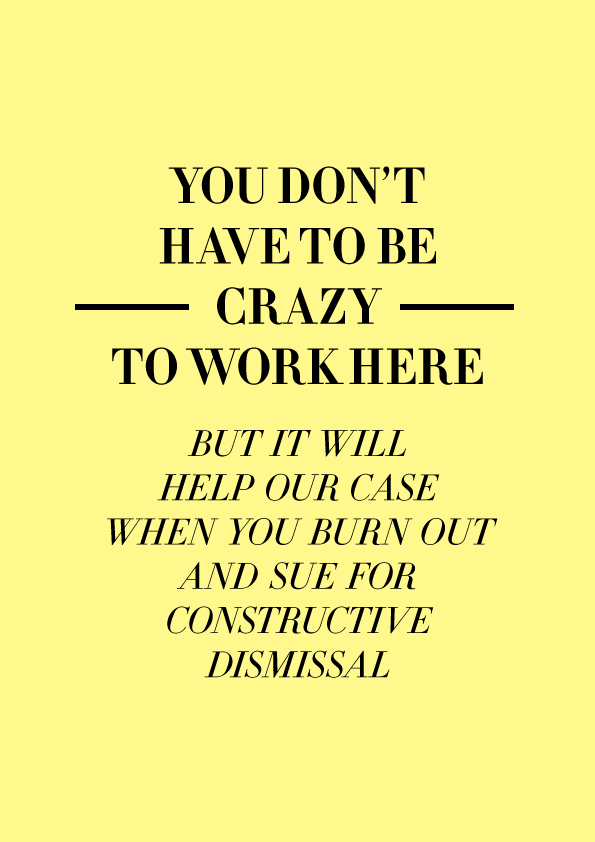 YOU DON’T
HAVE TO BE
CRAZY
TO WORK HERE
BUT IT WILL
HELP OUR CASE
WHEN YOU BURN OUT
AND SUE FOR
CONSTRUCTIVE
DISMISSAL